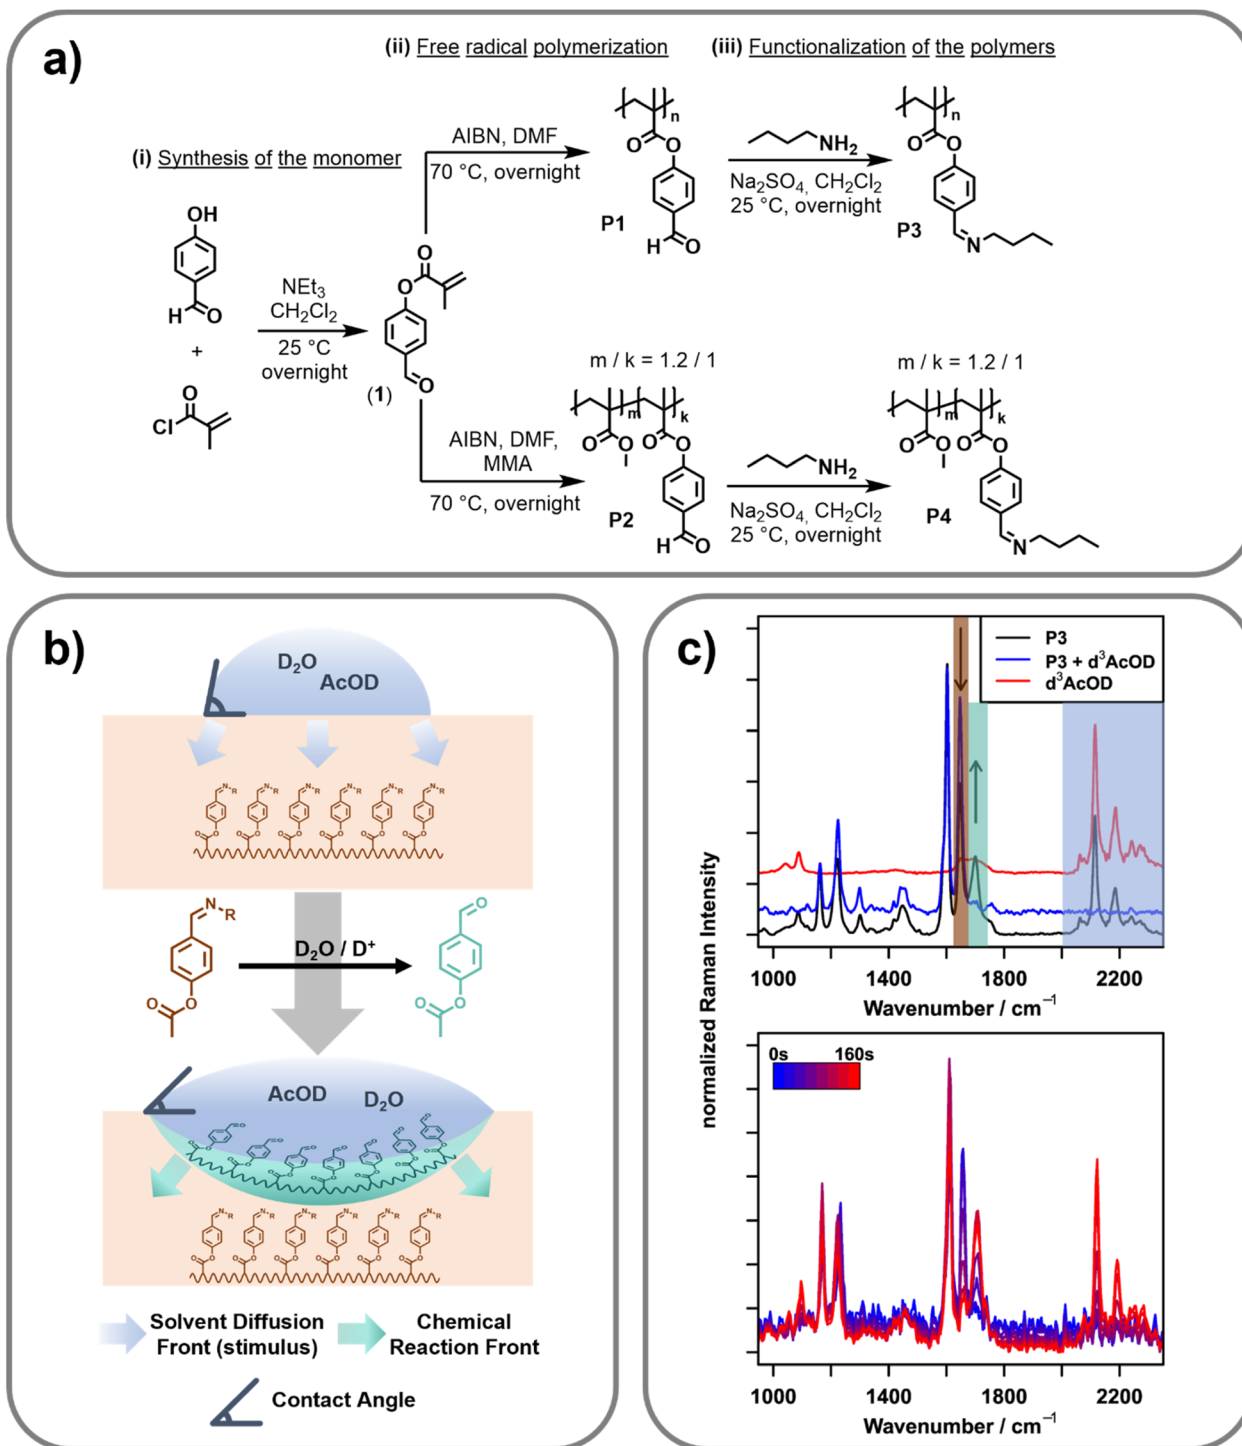 a)
(ii) Free radical polymerization
(iii) Functionalization of the polymers
(i) Synthesis of the monomer
OH
H
O
+
O
Cl
NEt₃
CH₂Cl₂
25 °C
overnight
O
O
O
(1)
AIBN, DMF
70 °C, overnight
n
O
O
P1
H
O
NH₂
Na₂SO₄, CH₂Cl₂
25 °C, overnight
n
O
O
P3
N
AIBN, DMF,
MMA
70 °C, overnight
m / k = 1.2 / 1
m
k
O
O
O
O
P2
H
O
NH₂
Na₂SO₄, CH₂Cl₂
25 °C, overnight
m / k = 1.2 / 1
m
k
O
O
O
O
P4
N
b)
D₂O
AcOD
N-R
N-R
N-R
N-R
N-R
N-R
O
O
O
O
O
O
O
O
O
O
O
O
N
R
O
O
D₂O / D⁺
O
O
O
AcOD
D₂O
N-R
N-R
N-R
N-R
N-R
N-R
O
O
O
O
O
O
O
O
O
O
O
O
Solvent Diffusion
Front (stimulus)
Chemical
Reaction Front
Contact Angle
c)
P3
P3 + d³AcOD
d³AcOD
1000
1400
1800
2200
Wavenumber / cm⁻¹
normalized Raman Intensity
0s
160s
1000
1400
1800
2200
Wavenumber / cm⁻¹